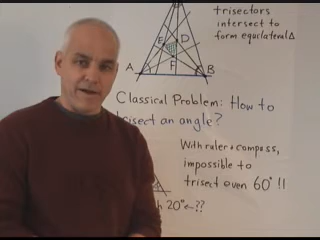 trisectors
intersect to
form equilateral Δ
E D
F
A B
Classical Problem: How to
trisect an angle?
With ruler + compass,
impossible to
trisect even 60° !!
20° ??